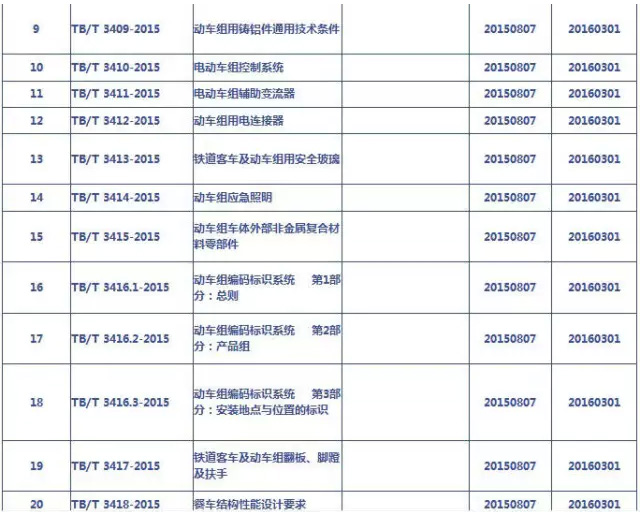 9 TB/T 3409-2015 动车组用铸铝件通用技术条件 20150807 20160301
10 TB/T 3410-2015 电动车组控制系统 20150807 20160301
11 TB/T 3411-2015 电动车组辅助变流器 20150807 20160301
12 TB/T 3412-2015 动车组用电连接器 20150807 20160301
13 TB/T 3413-2015 铁道客车及动车组用安全玻璃 20150807 20160301
14 TB/T 3414-2015 动车组应急照明 20150807 20160301
15 TB/T 3415-2015 动车组车体外部非金属复合材 20150807 20160301
料零部件
16 TB/T 3416.1-2015 动车组编码标识系统 第1部 20150807 20160301
分：总则
17 TB/T 3416.2-2015 动车组编码标识系统 第2部 20150807 20160301
分：产品组
18 TB/T 3416.3-2015 动车组编码标识系统 第3部 20150807 20160301
分：安装地点与位置的标识
19 TB/T 3417-2015 铁道客车及动车组翻板、脚蹬 20150807 20160301
及扶手
20 TB/T 3418-2015 车结构性能设计要求 20150807 20160301